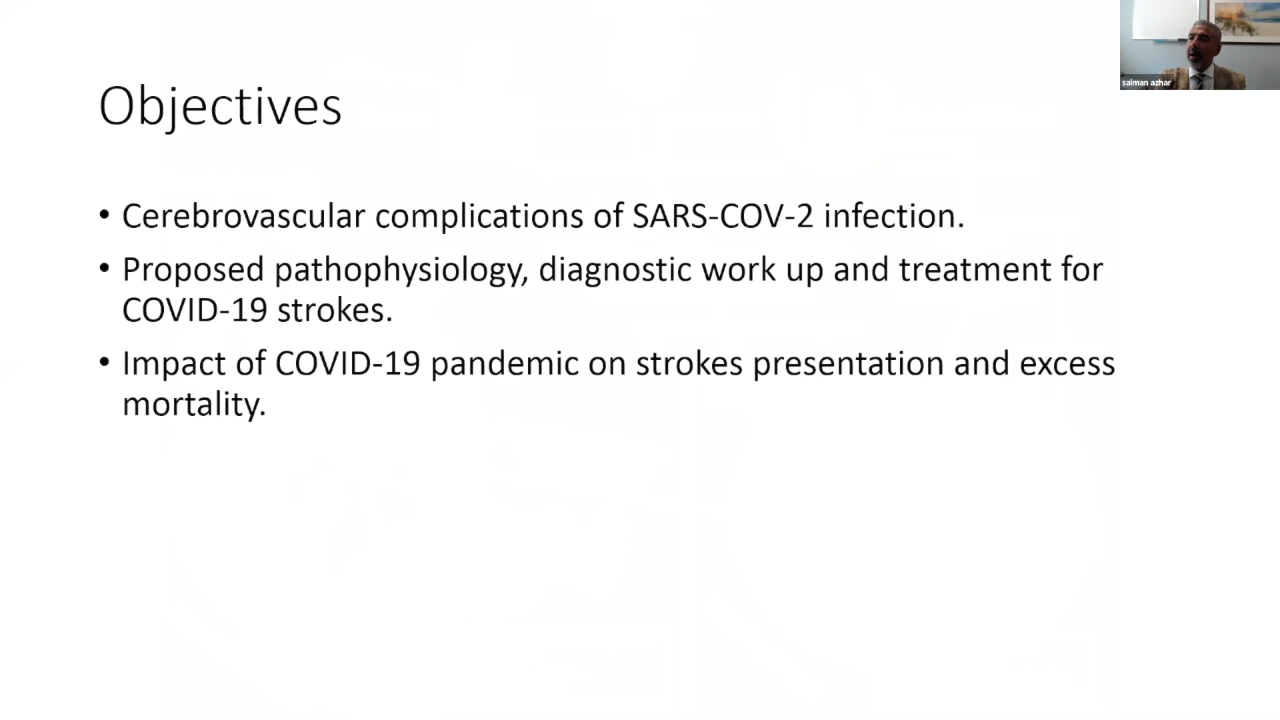 Objectives
• Cerebrovascular complications of SARS-COV-2 infection.
• Proposed pathophysiology, diagnostic work up and treatment for
COVID-19 strokes.
• Impact of COVID-19 pandemic on strokes presentation and excess
mortality.
salman azhar